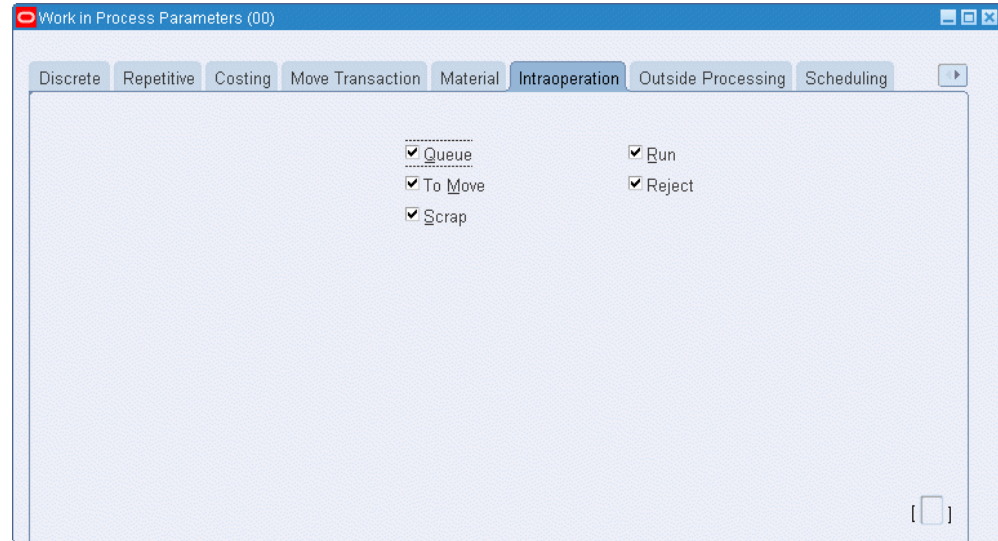 Work in Process Parameters (00)
Discrete Repetitive Costing Move Transaction Material Intraoperation Outside Processing Scheduling
Queue Run
To Move Reject
Scrap
[ ]